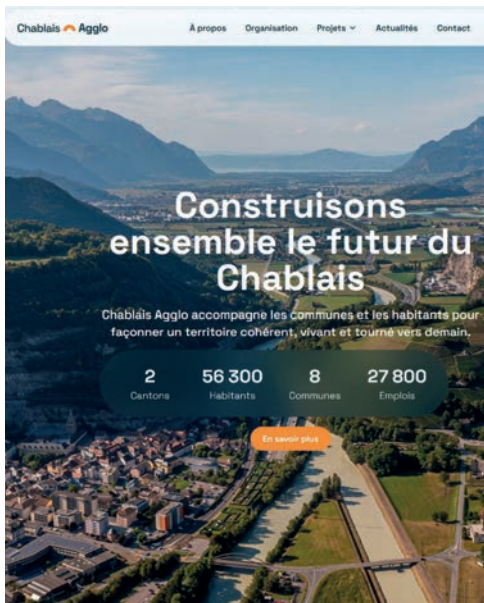 Chablais Agglo
À propos Organisation Projets Actualités Contact
Construisons
ensemble le futur du
Chablais
Chablais Agglo accompagne les communes et les habitants pour
façonner un territoire cohérent, vivant et tourné vers demain.
2 56 300 8 27 800
Cantons Habitants Communes Emplois
En savoir plus